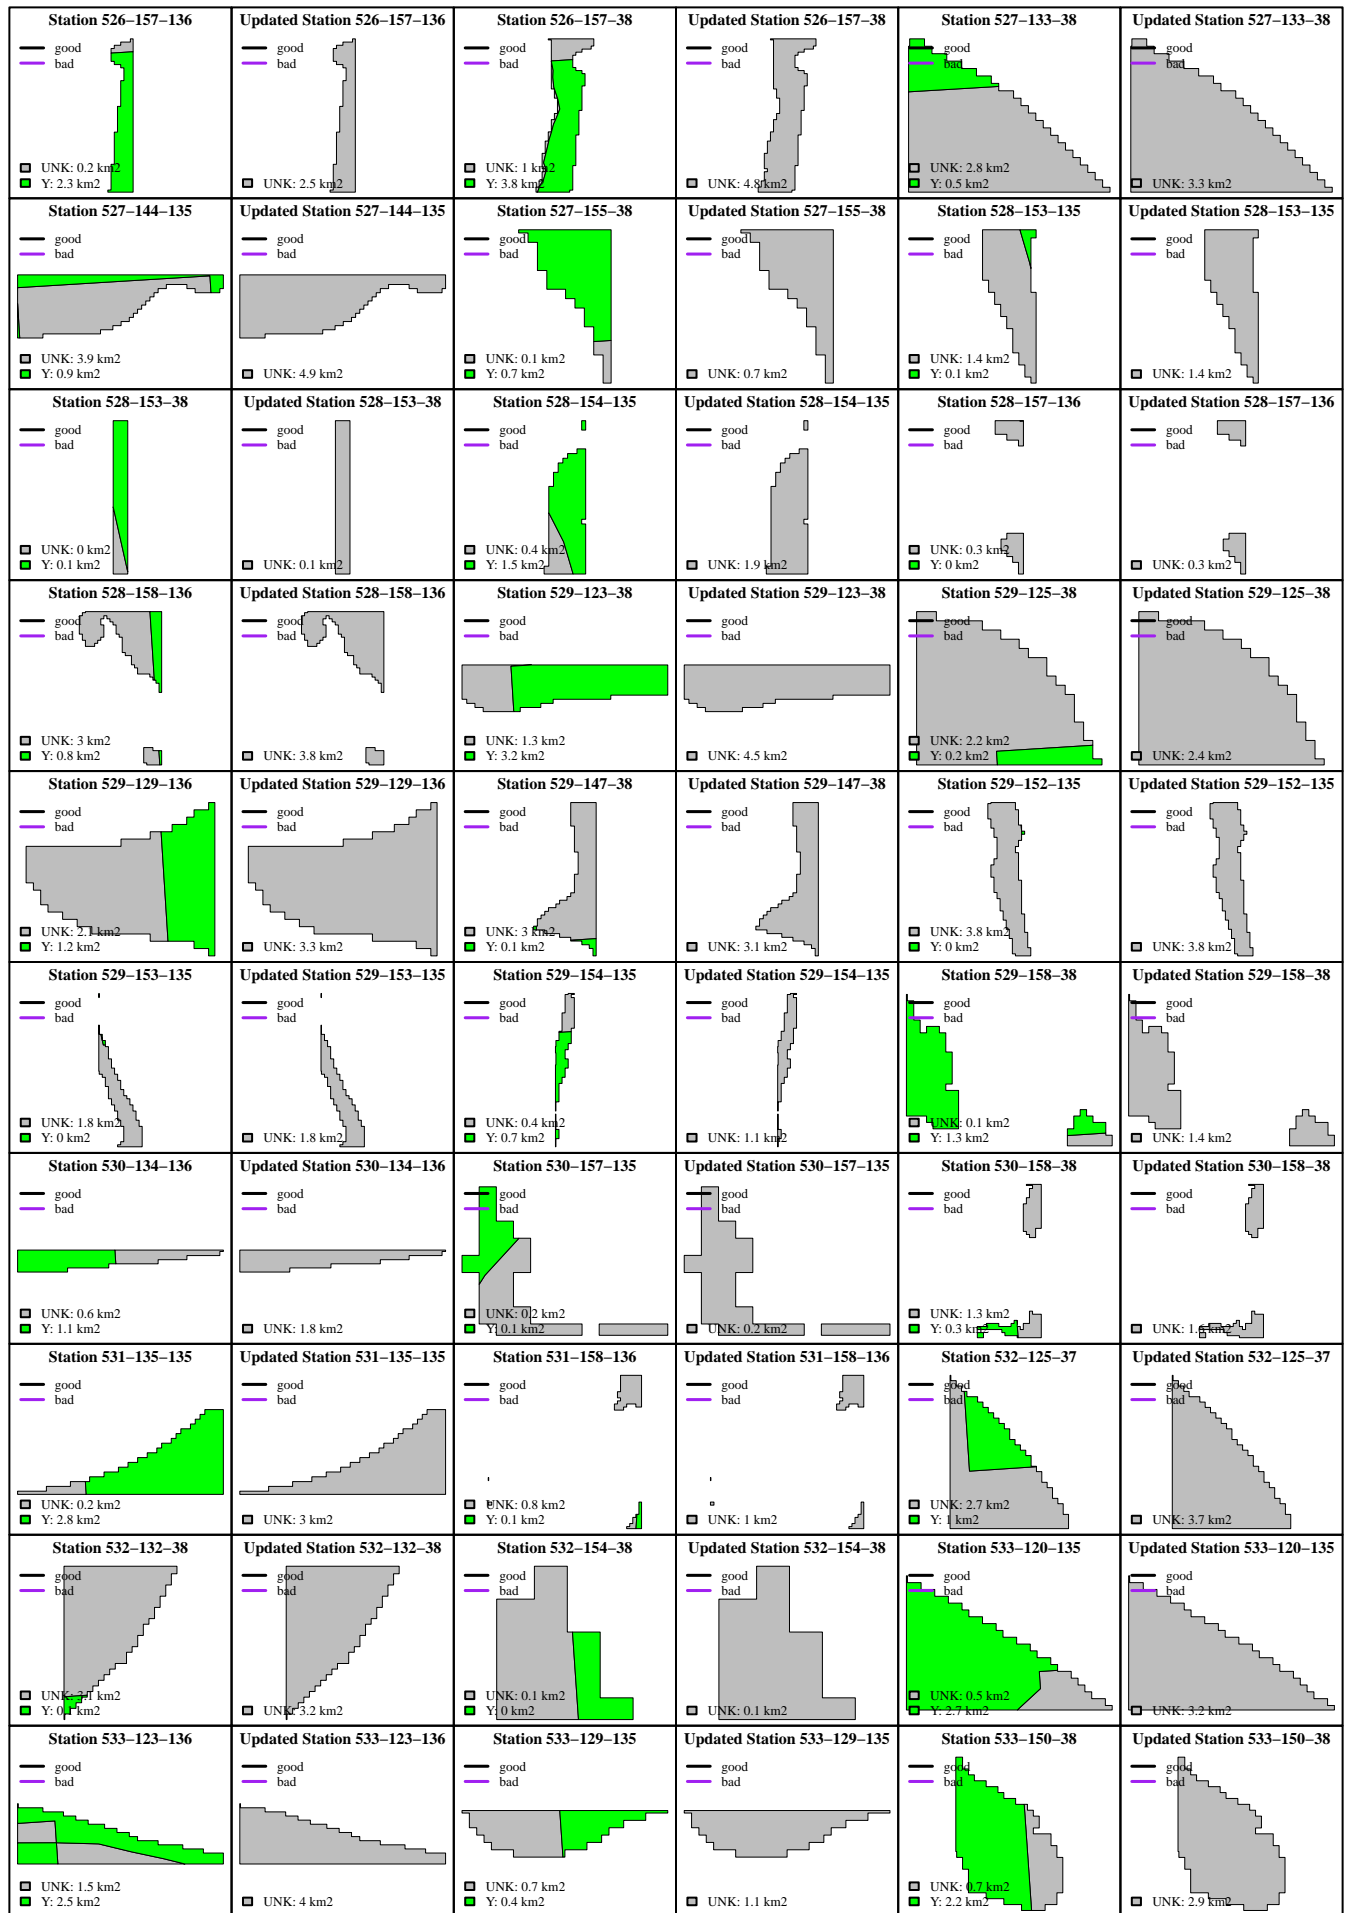 Station 526−157−136
good
bad
UNK: 0.2 km2
Y: 2.3 km2
Updated Station 526−157−136
good
bad
UNK: 2.5 km2
Station 526−157−38
good
bad
UNK: 1 km2
Y: 3.8 km2
Updated Station 526−157−38
good
bad
UNK: 4.8 km2
Station 527−133−38
good
bad
UNK: 2.8 km2
Y: 0.5 km2
Updated Station 527−133−38
good
bad
UNK: 3.3 km2
Station 527−144−135
good
bad
UNK: 3.9 km2
Y: 0.9 km2
Updated Station 527−144−135
good
bad
UNK: 4.9 km2
Station 527−155−38
good
bad
UNK: 0.1 km2
Y: 0.7 km2
Updated Station 527−155−38
good
bad
UNK: 0.7 km2
Station 528−153−135
good
bad
UNK: 1.4 km2
Y: 0.1 km2
Updated Station 528−153−135
good
bad
UNK: 1.4 km2
Station 528−153−38
good
bad
UNK: 0 km2
Y: 0.1 km2
Updated Station 528−153−38
good
bad
UNK: 0.1 km2
Station 528−154−135
good
bad
UNK: 0.4 km2
Y: 1.5 km2
Updated Station 528−154−135
good
bad
UNK: 1.9 km2
Station 528−157−136
good
bad
UNK: 0.3 km2
Y: 0 km2
Updated Station 528−157−136
good
bad
UNK: 0.3 km2
Station 528−158−136
good
bad
UNK: 3 km2
Y: 0.8 km2
Updated Station 528−158−136
good
bad
UNK: 3.8 km2
Station 529−123−38
good
bad
UNK: 1.3 km2
Y: 3.2 km2
Updated Station 529−123−38
good
bad
UNK: 4.5 km2
Station 529−125−38
good
bad
UNK: 2.2 km2
Y: 0.2 km2
Updated Station 529−125−38
good
bad
UNK: 2.4 km2
Station 529−129−136
good
bad
UNK: 2.1 km2
Y: 1.2 km2
Updated Station 529−129−136
good
bad
UNK: 3.3 km2
Station 529−147−38
good
bad
UNK: 3 km2
Y: 0.1 km2
Updated Station 529−147−38
good
bad
UNK: 3.1 km2
Station 529−152−135
good
bad
UNK: 3.8 km2
Y: 0 km2
Updated Station 529−152−135
good
bad
UNK: 3.8 km2
Station 529−153−135
good
bad
UNK: 1.8 km2
Y: 0 km2
Updated Station 529−153−135
good
bad
UNK: 1.8 km2
Station 529−154−135
good
bad
UNK: 0.4 km2
Y: 0.7 km2
Updated Station 529−154−135
good
bad
UNK: 1.1 km2
Station 529−158−38
good
bad
UNK: 0.1 km2
Y: 1.3 km2
Updated Station 529−158−38
good
bad
UNK: 1.4 km2
Station 530−134−136
good
bad
UNK: 0.6 km2
Y: 1.1 km2
Updated Station 530−134−136
good
bad
UNK: 1.8 km2
Station 530−157−135
good
bad
UNK: 0.2 km2
Y: 0.1 km2
Updated Station 530−157−135
good
bad
UNK: 0.2 km2
Station 530−158−38
good
bad
UNK: 1.3 km2
Y: 0.3 km2
Updated Station 530−158−38
good
bad
UNK: 1.6 km2
Station 531−135−135
good
bad
UNK: 0.2 km2
Y: 2.8 km2
Updated Station 531−135−135
good
bad
UNK: 3 km2
Station 531−158−136
good
bad
UNK: 0.8 km2
Y: 0.1 km2
Updated Station 531−158−136
good
bad
UNK: 1 km2
Station 532−125−37
good
bad
UNK: 2.7 km2
Y: 1 km2
Updated Station 532−125−37
good
bad
UNK: 3.7 km2
Station 532−132−38
good
bad
UNK: 3.1 km2
Y: 0.1 km2
Updated Station 532−132−38
good
bad
UNK: 3.2 km2
Station 532−154−38
good
bad
UNK: 0.1 km2
Y: 0 km2
Updated Station 532−154−38
good
bad
UNK: 0.1 km2
Station 533−120−135
good
bad
UNK: 0.5 km2
Y: 2.7 km2
Updated Station 533−120−135
good
bad
UNK: 3.2 km2
Station 533−123−136
good
bad
UNK: 1.5 km2
Y: 2.5 km2
Updated Station 533−123−136
good
bad
UNK: 4 km2
Station 533−129−135
good
bad
UNK: 0.7 km2
Y: 0.4 km2
Updated Station 533−129−135
good
bad
UNK: 1.1 km2
Station 533−150−38
good
bad
UNK: 0.7 km2
Y: 2.2 km2
Updated Station 533−150−38
good
bad
UNK: 2.9 km2